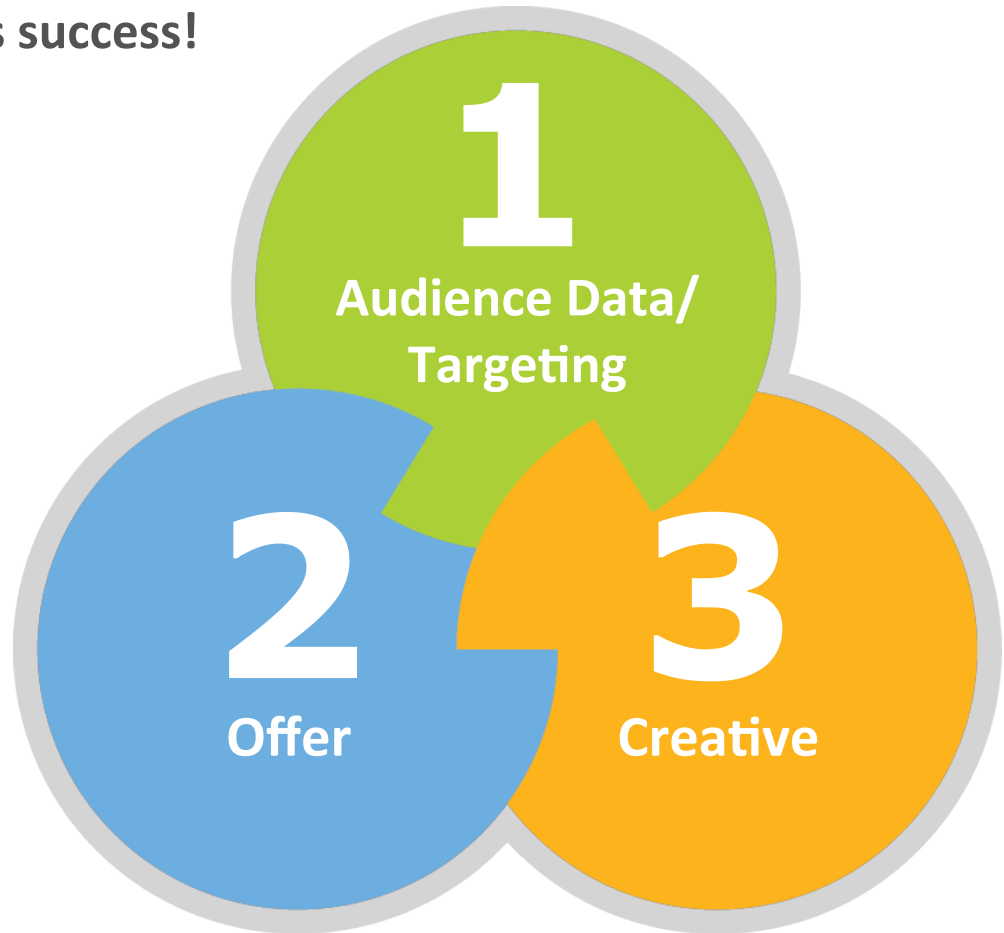 s success!
1
Audience Data/
Targeting
2
Offer
3
Creative